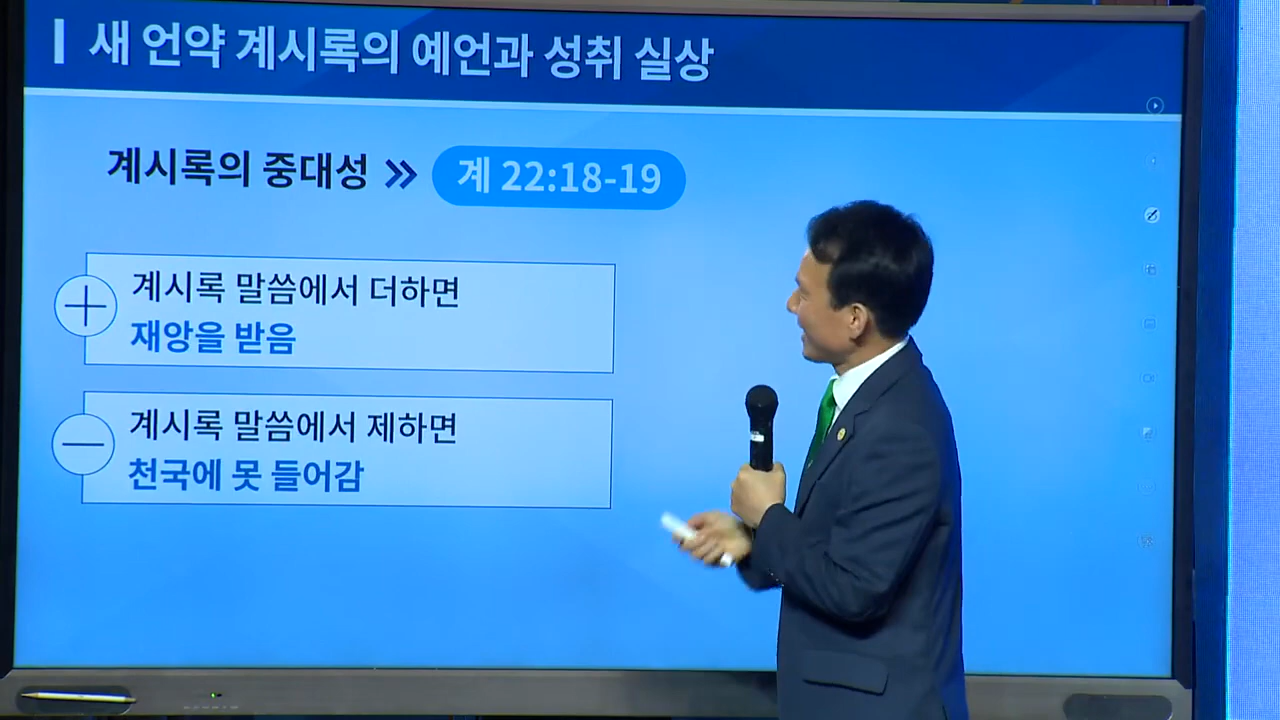 새 언약 계시록의 예언과 성취 실상
계시록의 중대성 » 계 22:18-19
계시록 말씀에서 더하면
재앙을 받음
계시록 말씀에서 제하면
천국에 못 들어감